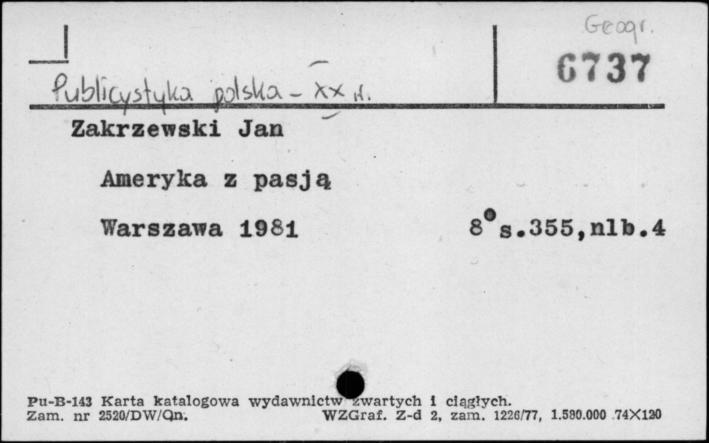 Geogr.
6737
Publicystyka polska - XX w.
Zakrzewski Jan
Ameryka z pasją
Warszawa 1981 8° s.355,nlb.4
Pu-B-143 Karta katalogowa wydawnictw zwartych i ciągłych.
Zam. nr 2520/DW/Qn. WZGraf. Z-d 2, zam. 1226/77, 1.580.000 74X120